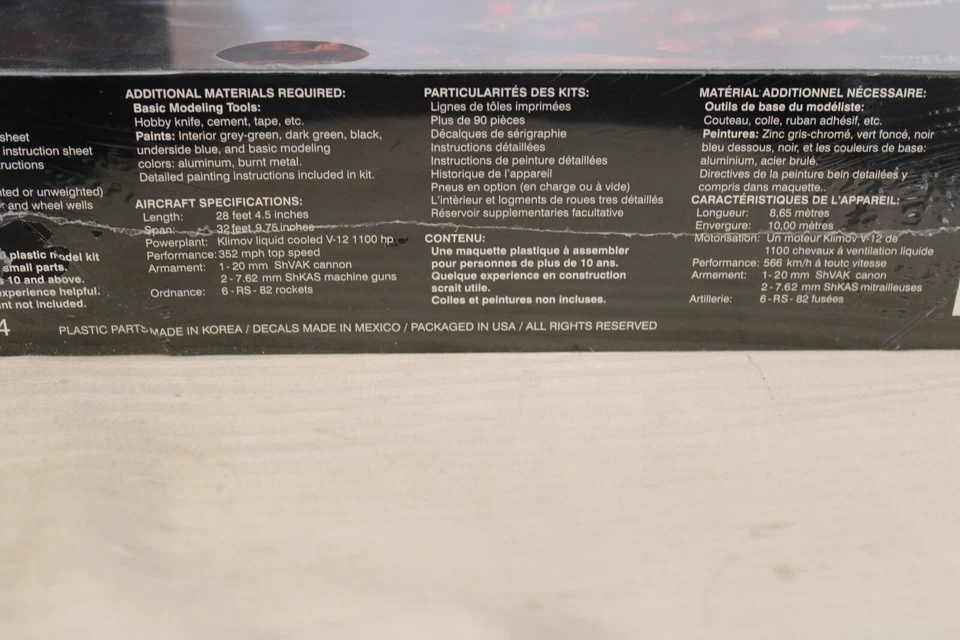 sheet
instruction sheet
ructions
ted or unweighted)
and wheel wells
plastic model kit
small parts.
s 10 and above.
experience helpful.
nt not included.
4
ADDITIONAL MATERIALS REQUIRED:
Basic Modeling Tools:
Hobby knife, cement, tape, etc.
Paints: Interior grey-green, dark green, black,
underside blue, and basic modeling
colors: aluminum, burnt metal.
Detailed painting instructions included in kit.
AIRCRAFT SPECIFICATIONS:
Length: 28 feet 4.5 inches
Span: 32 feet 9.75 inches
Powerplant: Klimov liquid cooled V-12 1100 hp
Performance: 352 mph top speed
Armament: 1 - 20 mm ShVAK cannon
2 - 7.62 mm ShKAS machine guns
Ordnance: 6 - RS - 82 rockets
PARTICULARITÉS DES KITS:
Lignes de tôles imprimées
Plus de 90 pièces
Décalques de sérigraphie
Instructions détaillées
Instructions de peinture détaillées
Historique de l'appareil
Pneus en option (en charge ou à vide)
L'intèrieur et logments de roues tres détaillés
Réservoir supplementaries facultative
CONTENU:
Une maquette plastique à assembler
pour personnes de plus de 10 ans.
Quelque experience en construction
scrait utile.
Colles et peintures non incluses.
MATÉRIAL ADDITIONNEL NÉCESSAIRE:
Outils de base du modéliste:
Couteau, colle, ruban adhésif, etc.
Peintures: Zinc gris-chromé, vert foncé, noir
bleu dessous, noir, et les couleurs de base:
aluminium, acier brulé.
Directives de la peinture bein detailées y
compris dans maquette..
CARACTÉRISTIQUES DE L'APPAREIL:
Longueur: 8,65 mètres
Envergure: 10,00 mètres
Motorisation: Un moteur Klimov V-12 de
1100 chevaux á ventilation liquide
Performance: 566 km/h á toutc vitesse
Armement: 1 - 20 mm ShVAK canon
2 - 7.62 mm ShKAS mitrailleuses
Artillerie: 6 - RS - 82 fusées
PLASTIC PARTS MADE IN KOREA / DECALS MADE IN MEXICO / PACKAGED IN USA / ALL RIGHTS RESERVED